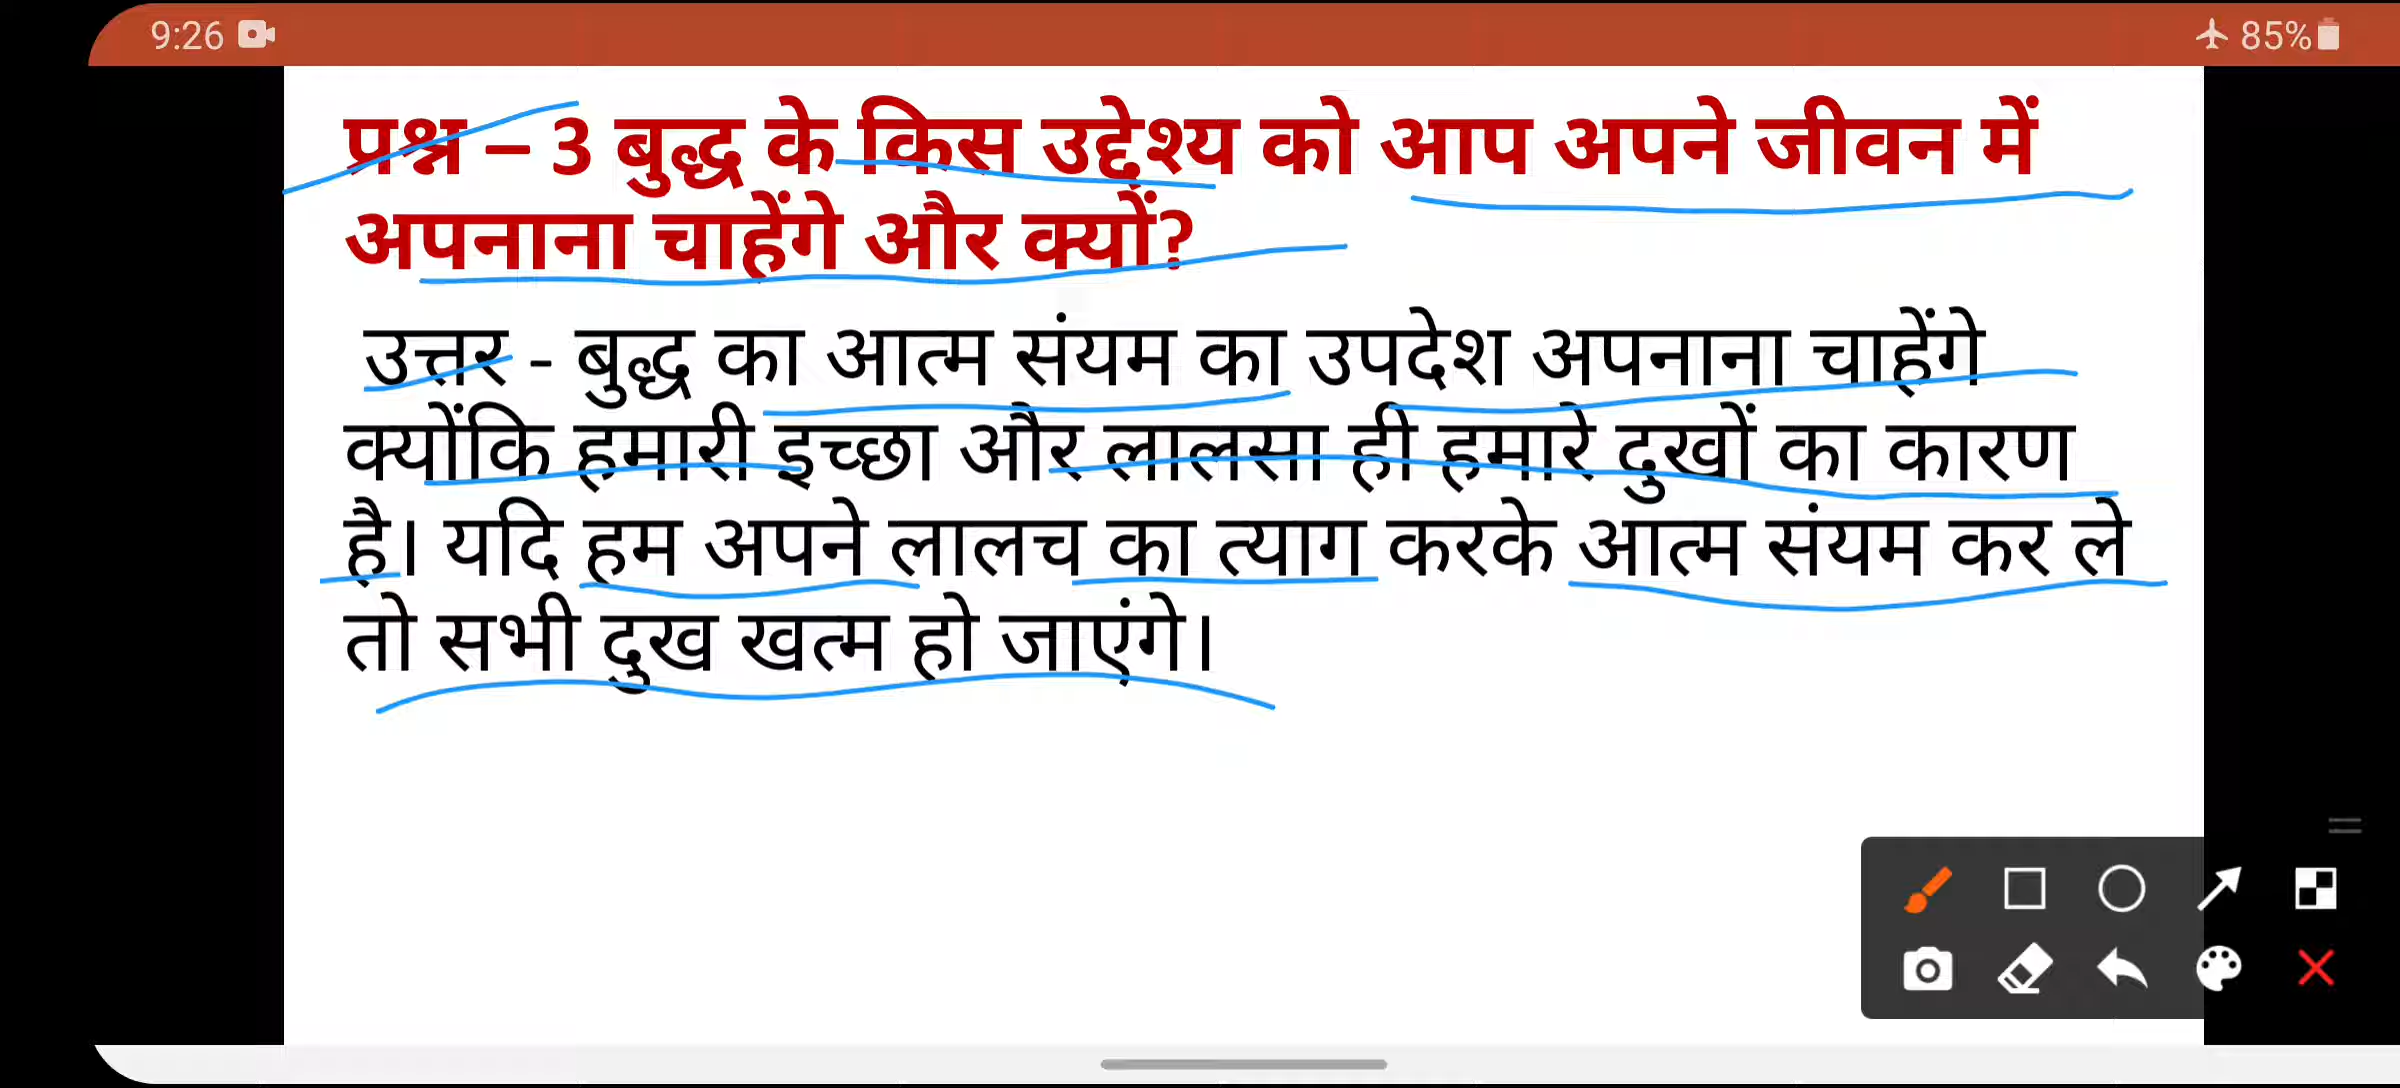 9:26
85%
प्रश्न – 3 बुद्ध के किस उद्देश्य को आप अपने जीवन में
अपनाना चाहेंगे और क्यों?
उत्तर - बुद्ध का आत्म संयम का उपदेश अपनाना चाहेंगे
क्योंकि हमारी इच्छा और लालसा ही हमारे दुखों का कारण
है। यदि हम अपने लालच का त्याग करके आत्म संयम कर ले
तो सभी दुख खत्म हो जाएंगे।